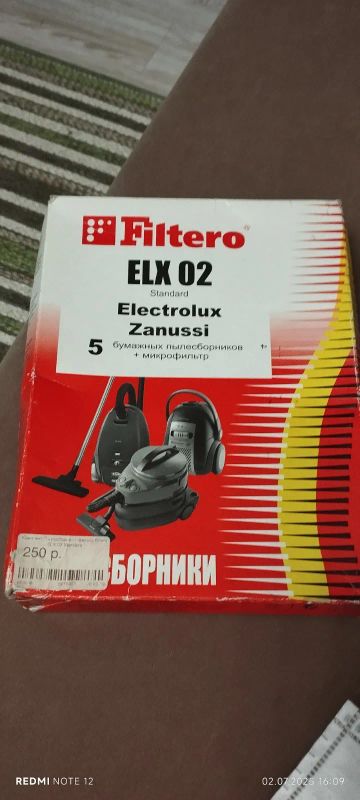 Filtero
ELX 02
Standard
Electrolux
Zanussi
5 бумажных пылесборников
+ микрофильтр
250 р.
СБОРНИКИ
REDMI NOTE 12
02.07.2025 16:09